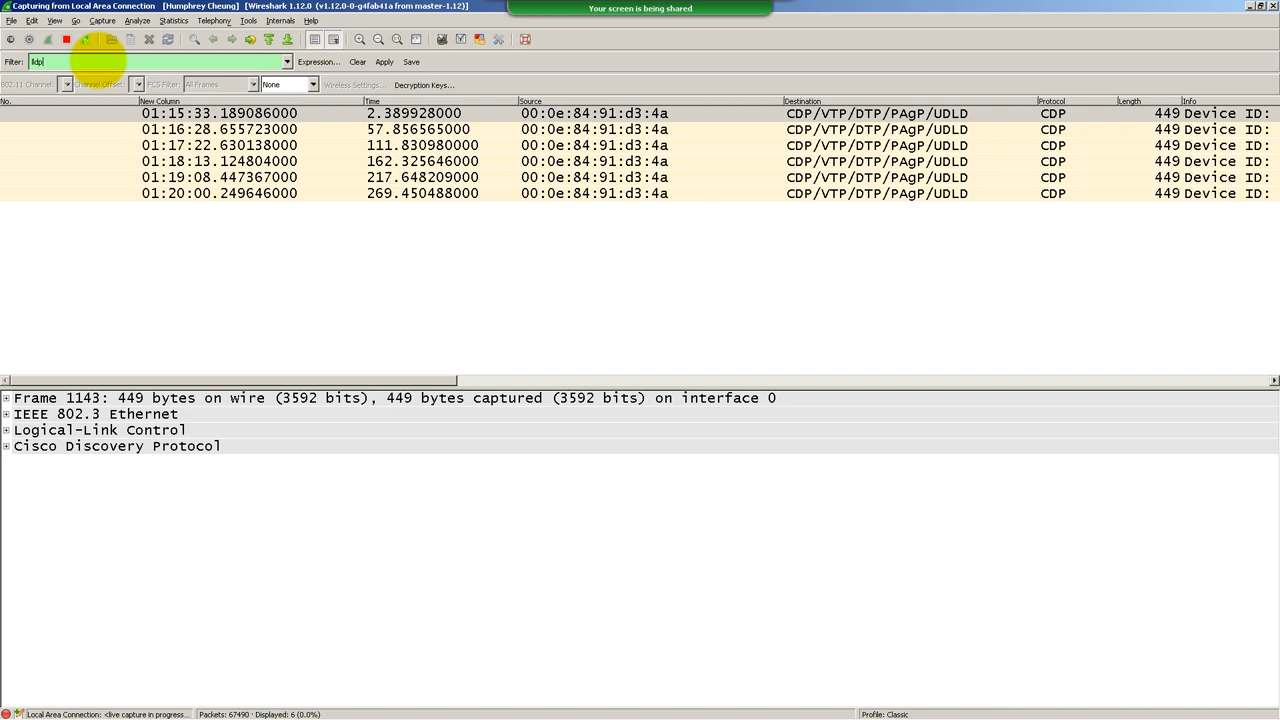 Capturing from Local Area Connection [Humphrey Cheung] [Wireshark 1.12.0 (v1.12.0-0-g4fab41a from master-1.12)]
Your screen is being shared
File Edit View Go Capture Analyze Statistics Telephony Tools Internals Help
Filter: lldp Expression... Clear Apply Save
802.11 Channel: Channel Offset: FCS Filter: All Frames None Wireless Settings... Decryption Keys...
No. New Column Time Source Destination Protocol Length Info
01:15:33.189086000 2.389928000 00:0e:84:91:d3:4a CDP/VTP/DTP/PAgP/UDLD CDP 449 Device ID:
01:16:28.655723000 57.856565000 00:0e:84:91:d3:4a CDP/VTP/DTP/PAgP/UDLD CDP 449 Device ID:
01:17:22.630138000 111.830980000 00:0e:84:91:d3:4a CDP/VTP/DTP/PAgP/UDLD CDP 449 Device ID:
01:18:13.124804000 162.325646000 00:0e:84:91:d3:4a CDP/VTP/DTP/PAgP/UDLD CDP 449 Device ID:
01:19:08.447367000 217.648209000 00:0e:84:91:d3:4a CDP/VTP/DTP/PAgP/UDLD CDP 449 Device ID:
01:20:00.249646000 269.450488000 00:0e:84:91:d3:4a CDP/VTP/DTP/PAgP/UDLD CDP 449 Device ID:
Frame 1143: 449 bytes on wire (3592 bits), 449 bytes captured (3592 bits) on interface 0
IEEE 802.3 Ethernet
Logical-Link Control
Cisco Discovery Protocol
Local Area Connection: <live capture in progress... Packets: 67490 · Displayed: 6 (0.0%) Profile: Classic